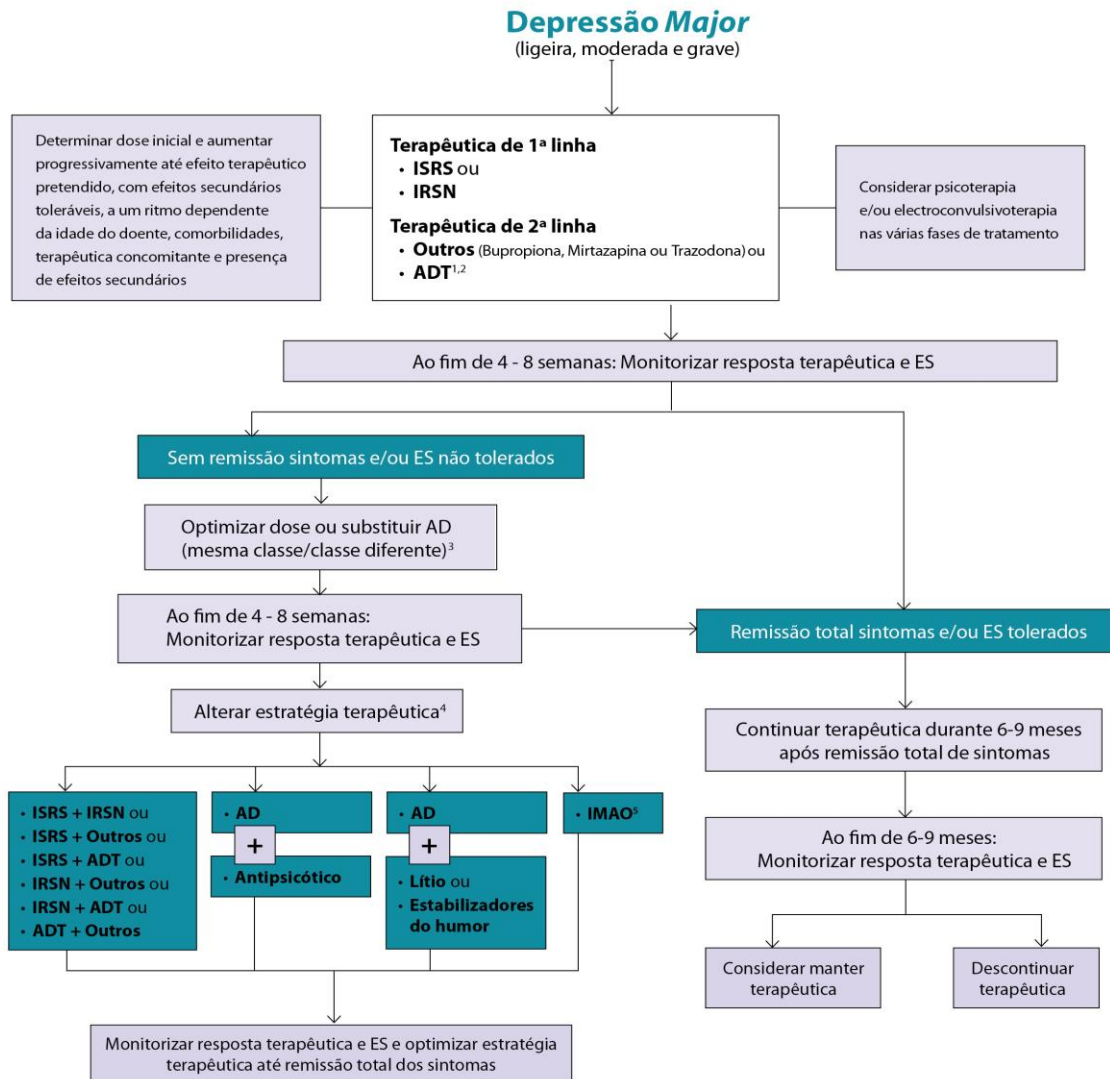 Depressão Major
(ligeira, moderada e grave)
Determinar dose inicial e aumentar
progressivamente até efeito terapêutico
pretendido, com efeitos secundários
toleráveis, a um ritmo dependente
da idade do doente, comorbilidades,
terapêutica concomitante e presença
de efeitos secundários
Terapêutica de 1ª linha
• ISRS ou
• IRSN
Terapêutica de 2ª linha
• Outros (Bupropiona, Mirtazapina ou Trazodona) ou
• ADT1,2
Considerar psicoterapia
e/ou electroconvulsivoterapia
nas várias fases de tratamento
Ao fim de 4 - 8 semanas: Monitorizar resposta terapêutica e ES
Sem remissão sintomas e/ou ES não tolerados
Optimizar dose ou substituir AD
(mesma classe/classe diferente)3
Ao fim de 4 - 8 semanas:
Monitorizar resposta terapêutica e ES
Remissão total sintomas e/ou ES tolerados
Alterar estratégia terapêutica4
Continuar terapêutica durante 6-9 meses
após remissão total de sintomas
• ISRS + IRSN ou
• ISRS + Outros ou
• ISRS + ADT ou
• IRSN + Outros ou
• IRSN + ADT ou
• ADT + Outros
• AD
+
• Antipsicótico
• AD
+
• Lítio ou
• Estabilizadores
do humor
• IMAO5
Ao fim de 6-9 meses:
Monitorizar resposta terapêutica e ES
Considerar manter
terapêutica
Descontinuar
terapêutica
Monitorizar resposta terapêutica e ES e optimizar estratégia
terapêutica até remissão total dos sintomas